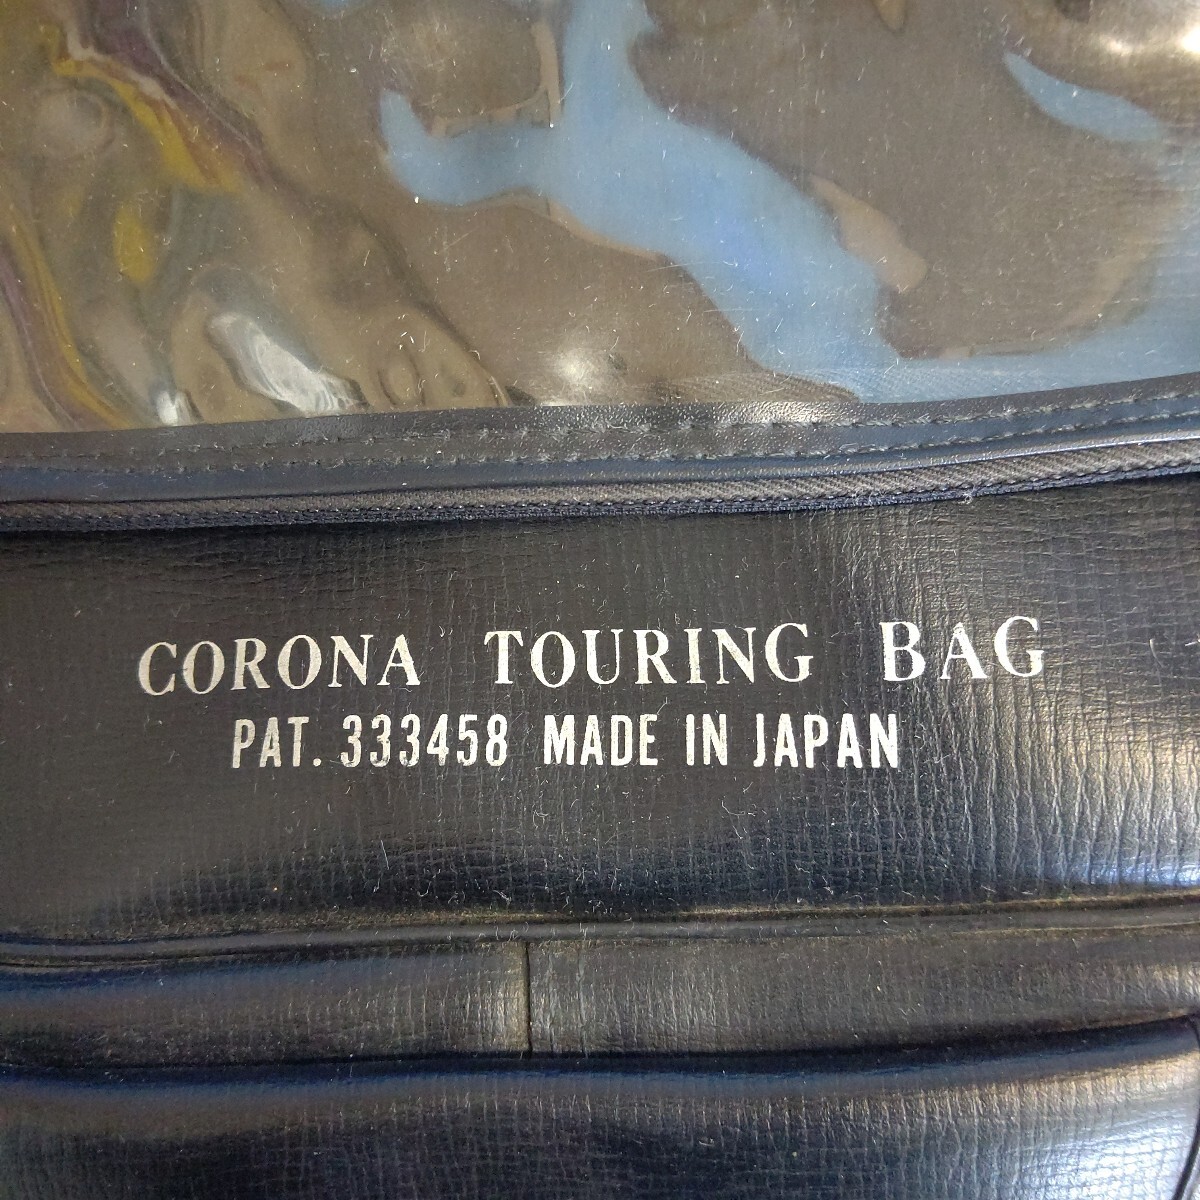 CORONA TOURING BAG
PAT. 333458 MADE IN JAPAN